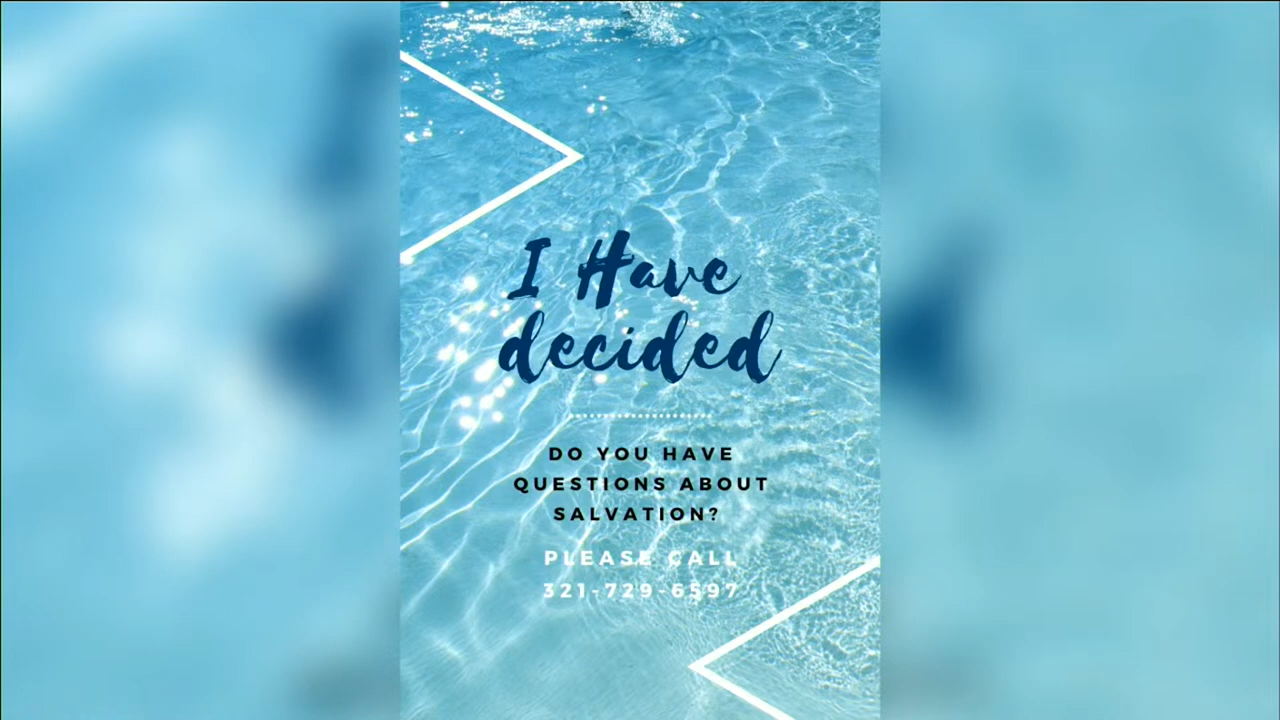 I Have
decided
DO YOU HAVE
QUESTIONS ABOUT
SALVATION?
PLEASE CALL
321-729-6597